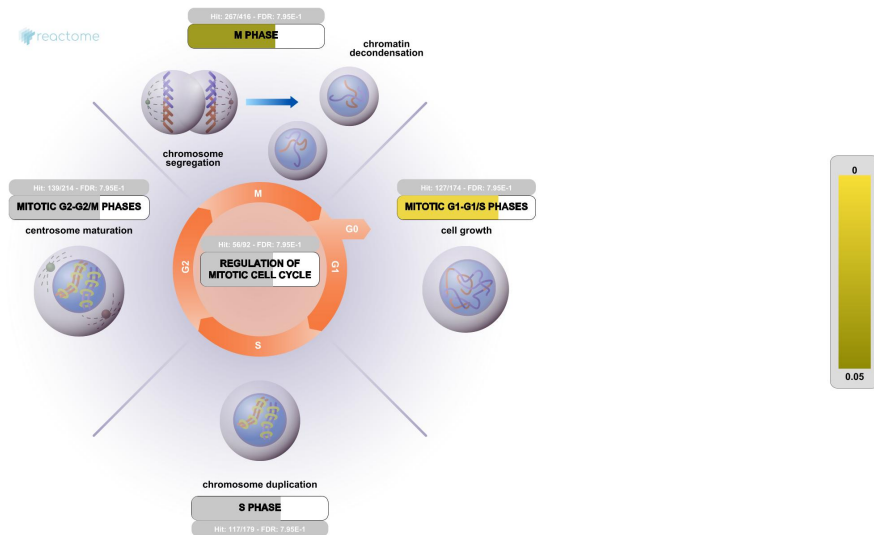 Hit: 267/416 - FDR: 7.95E-1
M PHASE
reactome
chromatin
decondensation
chromosome
segregation
Hit: 139/214 - FDR: 7.95E-1
MITOTIC G2-G2/M PHASES
centrosome maturation
Hit: 127/174 - FDR: 7.95E-1
MITOTIC G1-G1/S PHASES
cell growth
M
G0
G2
G1
S
Hit: 56/92 - FDR: 7.95E-1
REGULATION OF
MITOTIC CELL CYCLE
chromosome duplication
S PHASE
Hit: 117/179 - FDR: 7.95E-1
0
0.05